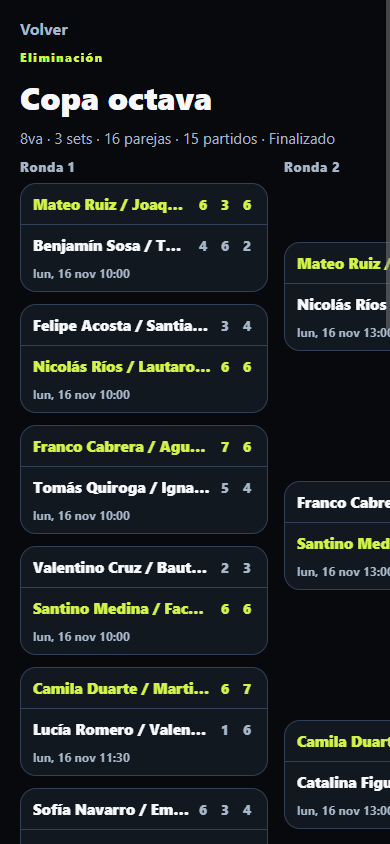 Volver
Eliminación
Copa octava
8va · 3 sets · 16 parejas · 15 partidos · Finalizado
Ronda 1
Mateo Ruiz / Joaq... 6 3 6
Benjamín Sosa / T... 4 6 2
lun, 16 nov 10:00
Felipe Acosta / Santia... 3 4
Nicolás Ríos / Lautaro... 6 6
lun, 16 nov 10:00
Franco Cabrera / Agu... 7 6
Tomás Quiroga / Igna... 5 4
lun, 16 nov 10:00
Valentino Cruz / Baut... 2 3
Santino Medina / Fac... 6 6
lun, 16 nov 10:00
Camila Duarte / Marti... 6 7
Lucía Romero / Valen... 1 6
lun, 16 nov 11:30
Sofía Navarro / Em... 6 3 4
Ronda 2
Mateo Ruiz /
Nicolás Ríos
lun, 16 nov 13:00
Franco Cabre
Santino Med
lun, 16 nov 13:00
Camila Duart
Catalina Figu
lun, 16 nov 13:00